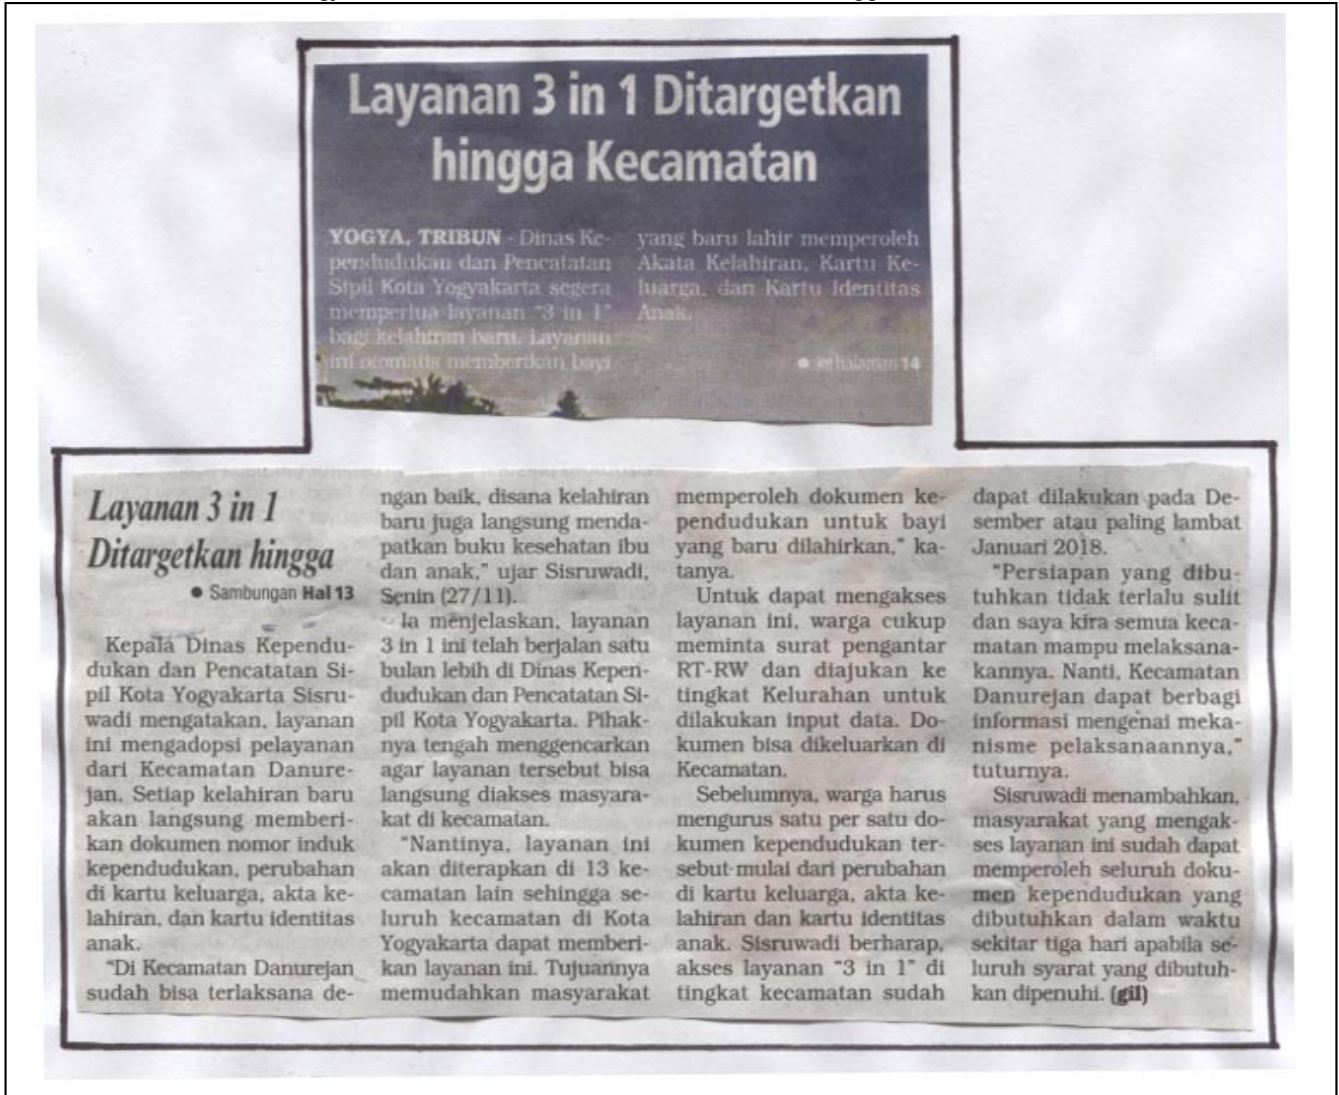 Layanan 3 in 1 Ditargetkan
hingga Kecamatan
YOGYA, TRIBUN - Dinas Ke-
pendudukan dan Pencatatan
Sipil Kota Yogyakarta segera
memperlua layanan "3 in 1"
bagi kelahiran baru. Layanan
ini otomatis memberikan bayi
yang baru lahir memperoleh
Akata Kelahiran, Kartu Ke-
luarga, dan Kartu Identitas
Anak.
● ke halaman 14
Layanan 3 in 1
Ditargetkan hingga
● Sambungan Hal 13
Kepala Dinas Kependu-
dukan dan Pencatatan Si-
pil Kota Yogyakarta Sisru-
wadi mengatakan, layanan
ini mengadopsi pelayanan
dari Kecamatan Danure-
jan. Setiap kelahiran baru
akan langsung memberi-
kan dokumen nomor induk
kependudukan, perubahan
di kartu keluarga, akta ke-
lahiran, dan kartu identitas
anak.
"Di Kecamatan Danurejan
sudah bisa terlaksana de-
ngan baik, disana kelahiran
baru juga langsung menda-
patkan buku kesehatan ibu
dan anak," ujar Sisruwadi,
Senin (27/11).
Ia menjelaskan, layanan
3 in 1 ini telah berjalan satu
bulan lebih di Dinas Kepen-
dudukan dan Pencatatan Si-
pil Kota Yogyakarta. Pihak-
nya tengah menggencarkan
agar layanan tersebut bisa
langsung diakses masyara-
kat di kecamatan.
"Nantinya, layanan ini
akan diterapkan di 13 ke-
camatan lain sehingga se-
luruh kecamatan di Kota
Yogyakarta dapat memberi-
kan layanan ini. Tujuannya
memudahkan masyarakat
memperoleh dokumen ke-
pendudukan untuk bayi
yang baru dilahirkan," ka-
tanya.
Untuk dapat mengakses
layanan ini, warga cukup
meminta surat pengantar
RT-RW dan diajukan ke
tingkat Kelurahan untuk
dilakukan input data. Do-
kumen bisa dikeluarkan di
Kecamatan.
Sebelumnya, warga harus
mengurus satu per satu do-
kumen kependudukan ter-
sebut mulai dari perubahan
di kartu keluarga, akta ke-
lahiran dan kartu identitas
anak. Sisruwadi berharap,
akses layanan "3 in 1" di
tingkat kecamatan sudah
dapat dilakukan pada De-
sember atau paling lambat
Januari 2018.
"Persiapan yang dibu-
tuhkan tidak terlalu sulit
dan saya kira semua keca-
matan mampu melaksana-
kannya. Nanti, Kecamatan
Danurejan dapat berbagi
informasi mengenai meka-
nisme pelaksanaannya,"
tuturnya.
Sisruwadi menambahkan,
masyarakat yang mengak-
ses layanan ini sudah dapat
memperoleh seluruh doku-
men kependudukan yang
dibutuhkan dalam waktu
sekitar tiga hari apabila se-
luruh syarat yang dibutuh-
kan dipenuhi. (gil)